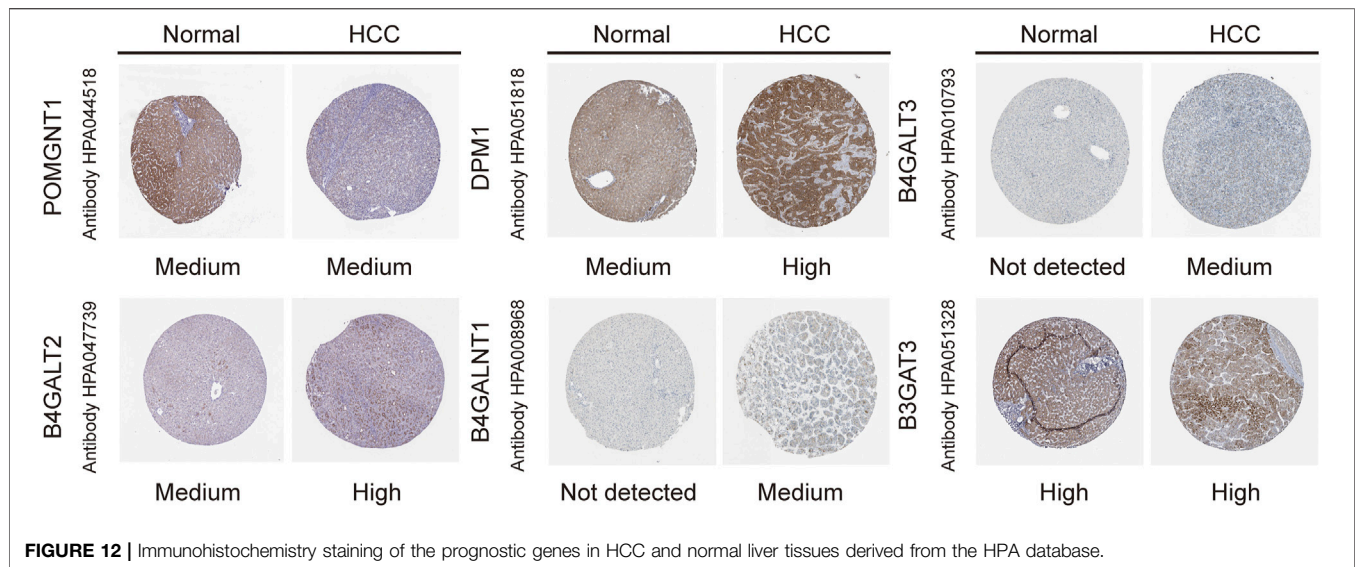 Normal HCC Normal HCC Normal HCC
POMGNT1
Antibody HPA044518
DPM1
Antibody HPA051818
B4GALT3
Antibody HPA010793
Medium Medium Medium High Not detected Medium
B4GALT2
Antibody HPA047739
B4GALNT1
Antibody HPA008968
B3GAT3
Antibody HPA051328
Medium High Not detected Medium High High
FIGURE 12 | Immunohistochemistry staining of the prognostic genes in HCC and normal liver tissues derived from the HPA database.